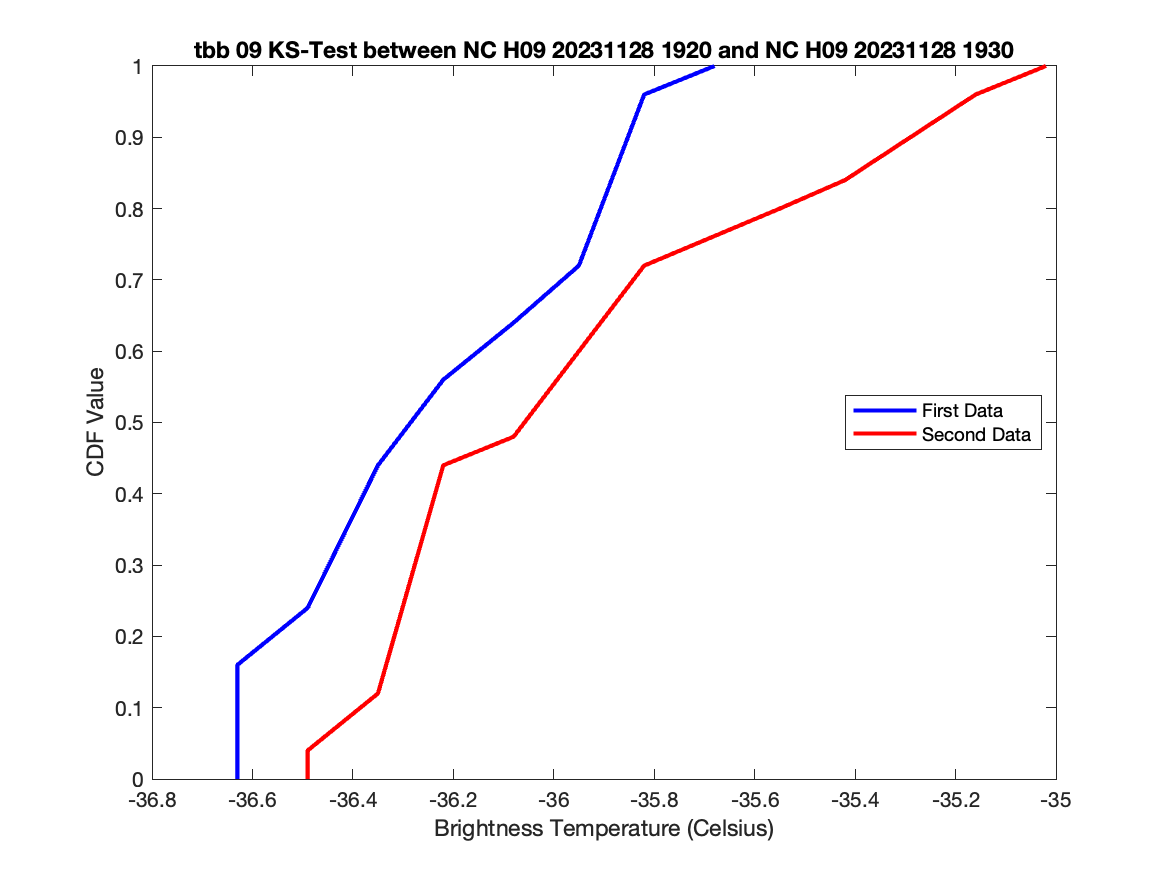 tbb 09 KS-Test between NC H09 20231128 1920 and NC H09 20231128 1930
1
0.9
0.8
0.7
0.6
0.5
0.4
0.3
0.2
0.1
0
CDF Value
First Data
Second Data
-36.8 -36.6 -36.4 -36.2 -36 -35.8 -35.6 -35.4 -35.2 -35
Brightness Temperature (Celsius)